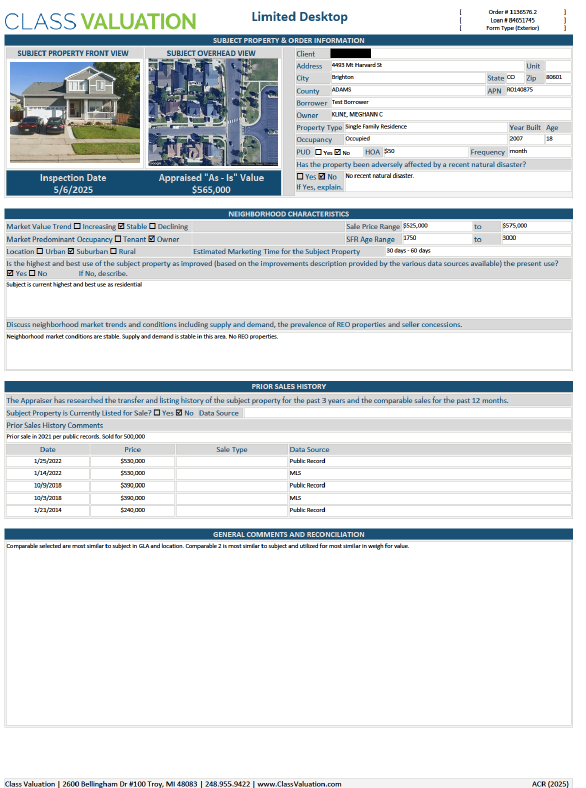 CLASS VALUATION
Limited Desktop
[ Order # 1136576.2 ]
[ Loan # 84651745 ]
[ Form Type (Exterior) ]
SUBJECT PROPERTY & ORDER INFORMATION
SUBJECT PROPERTY FRONT VIEW
SUBJECT OVERHEAD VIEW
Inspection Date
5/6/2025
Appraised "As - Is" Value
$565,000
Client
Address 4493 Mt Harvard St Unit
City Brighton State CO Zip 80601
County ADAMS APN R0140875
Borrower Test Borrower
Owner KLINE, MEGHANN C
Property Type Single Family Residence Year Built Age
Occupancy Occupied 2007 18
PUD ☐ Yes ☒ No HOA $50 Frequency month
Has the property been adversely affected by a recent natural disaster?
☐ Yes ☒ No No recent natural disaster.
If Yes, explain.
NEIGHBORHOOD CHARACTERISTICS
Market Value Trend ☐ Increasing ☒ Stable ☐ Declining Sale Price Range $525,000 to $575,000
Market Predominant Occupancy ☐ Tenant ☒ Owner SFR Age Range 1750 to 3000
Location ☐ Urban ☒ Suburban ☐ Rural Estimated Marketing Time for the Subject Property 30 days - 60 days
Is the highest and best use of the subject property as improved (based on the improvements description provided by the various data sources available) the present use?
☒ Yes ☐ No If No, describe.
Subject is current highest and best use as residential
Discuss neighborhood market trends and conditions including supply and demand, the prevalence of REO properties and seller concessions.
Neighborhood market conditions are stable. Supply and demand is stable in this area. No REO properties.
PRIOR SALES HISTORY
The Appraiser has researched the transfer and listing history of the subject property for the past 3 years and the comparable sales for the past 12 months.
Subject Property is Currently Listed for Sale? ☐ Yes ☒ No Data Source
Prior Sales History Comments
Prior sale in 2021 per public records. Sold for 500,000
Date Price Sale Type Data Source
1/25/2022 $530,000 Public Record
1/14/2022 $530,000 MLS
10/9/2018 $390,000 Public Record
10/3/2018 $390,000 MLS
1/23/2014 $240,000 Public Record
GENERAL COMMENTS AND RECONCILIATION
Comparable selected are most similar to subject in GLA and location. Comparable 2 is most similar to subject and utilized for most similar in weigh for value.
Class Valuation | 2600 Bellingham Dr #100 Troy, MI 48083 | 248.955.9422 | www.ClassValuation.com ACR (2025)